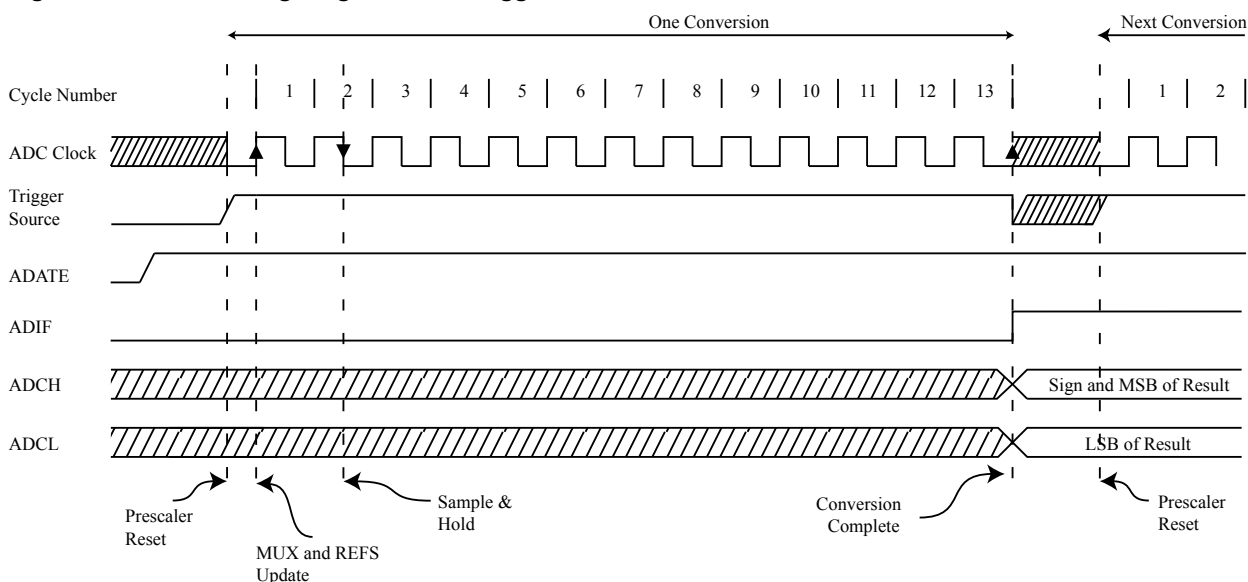 One Conversion
Next Conversion
Cycle Number
1 2 3 4 5 6 7 8 9 10 11 12 13 1 2
ADC Clock
Trigger
Source
ADATE
ADIF
ADCH
Sign and MSB of Result
ADCL
LSB of Result
Prescaler
Reset
MUX and REFS
Update
Sample &
Hold
Conversion
Complete
Prescaler
Reset